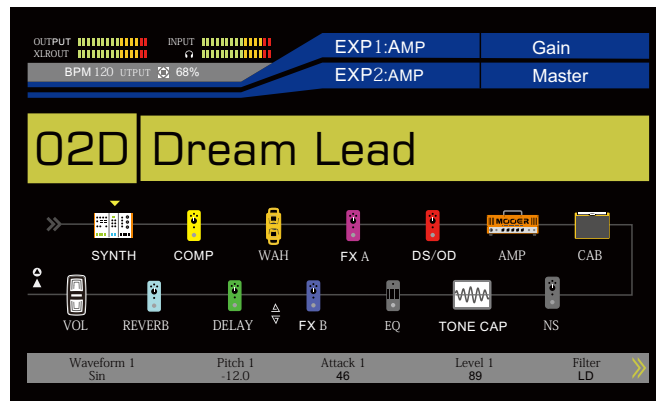 OUTPUT INPUT
XLROUT
BPM 120 UTPUT 68%
EXP1:AMP Gain
EXP2:AMP Master
02D Dream Lead
MOOER
SYNTH COMP WAH FX A DS/OD AMP CAB
VOL REVERB DELAY FX B EQ TONE CAP NS
Waveform 1 Pitch 1 Attack 1 Level 1 Filter
Sin -12.0 46 89 LD